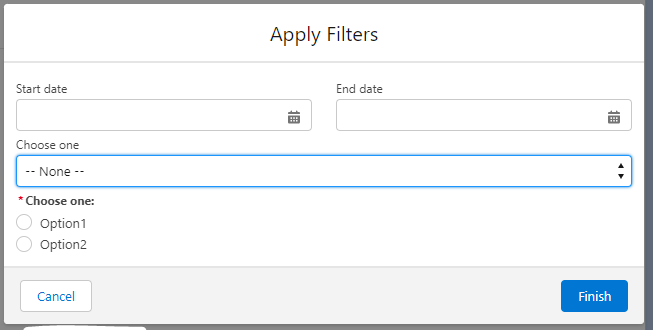 Apply Filters
Start date End date
Choose one
-- None --
* Choose one:
Option1
Option2
Cancel Finish